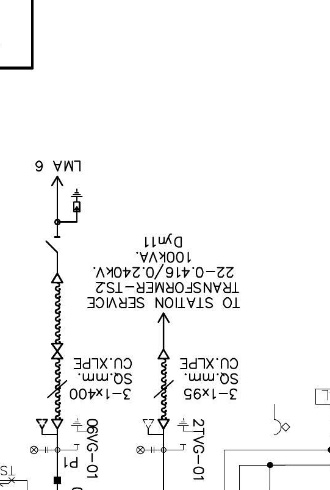 LMA 6
TO STATION SERVICE
TRANSFORMER-TS2
22-0.416/0.240kV.
100kVA.
Dyn11
3-1x400
SQ.mm.
CU.XLPE
3-1x95
SQ.mm.
CU.XLPE
06VG-01
2TVG-01
P1